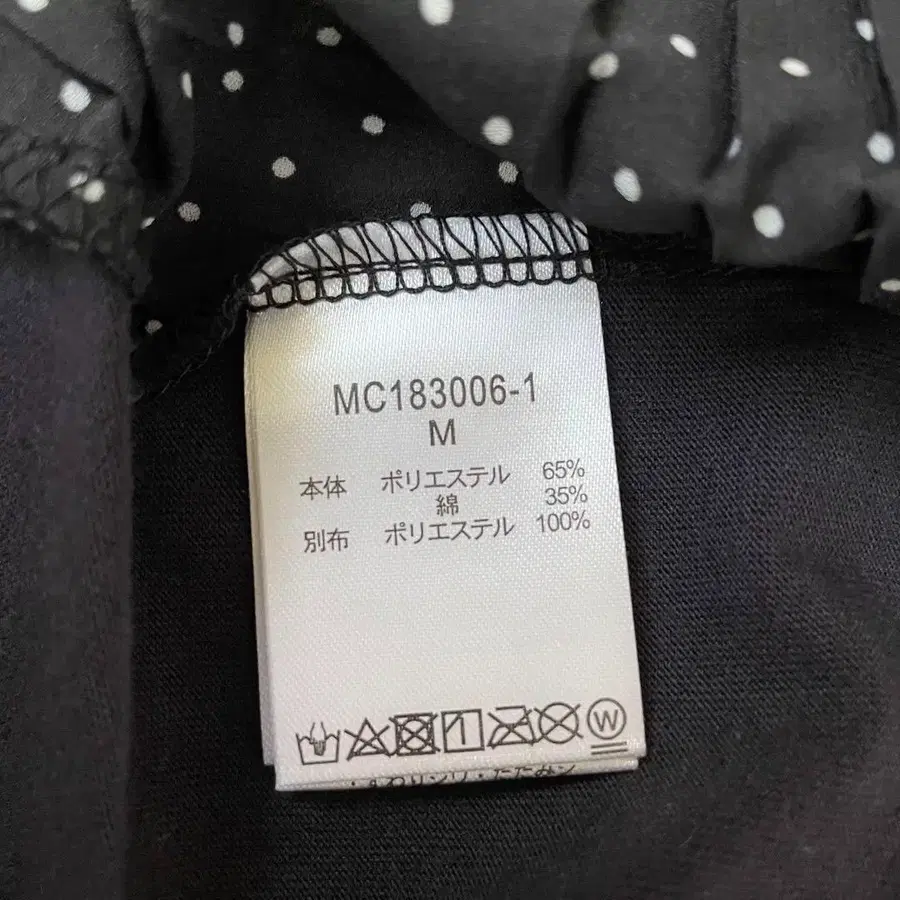 MC183006-1
M
本体 ポリエステル 65%
綿 35%
別布 ポリエステル 100%
W